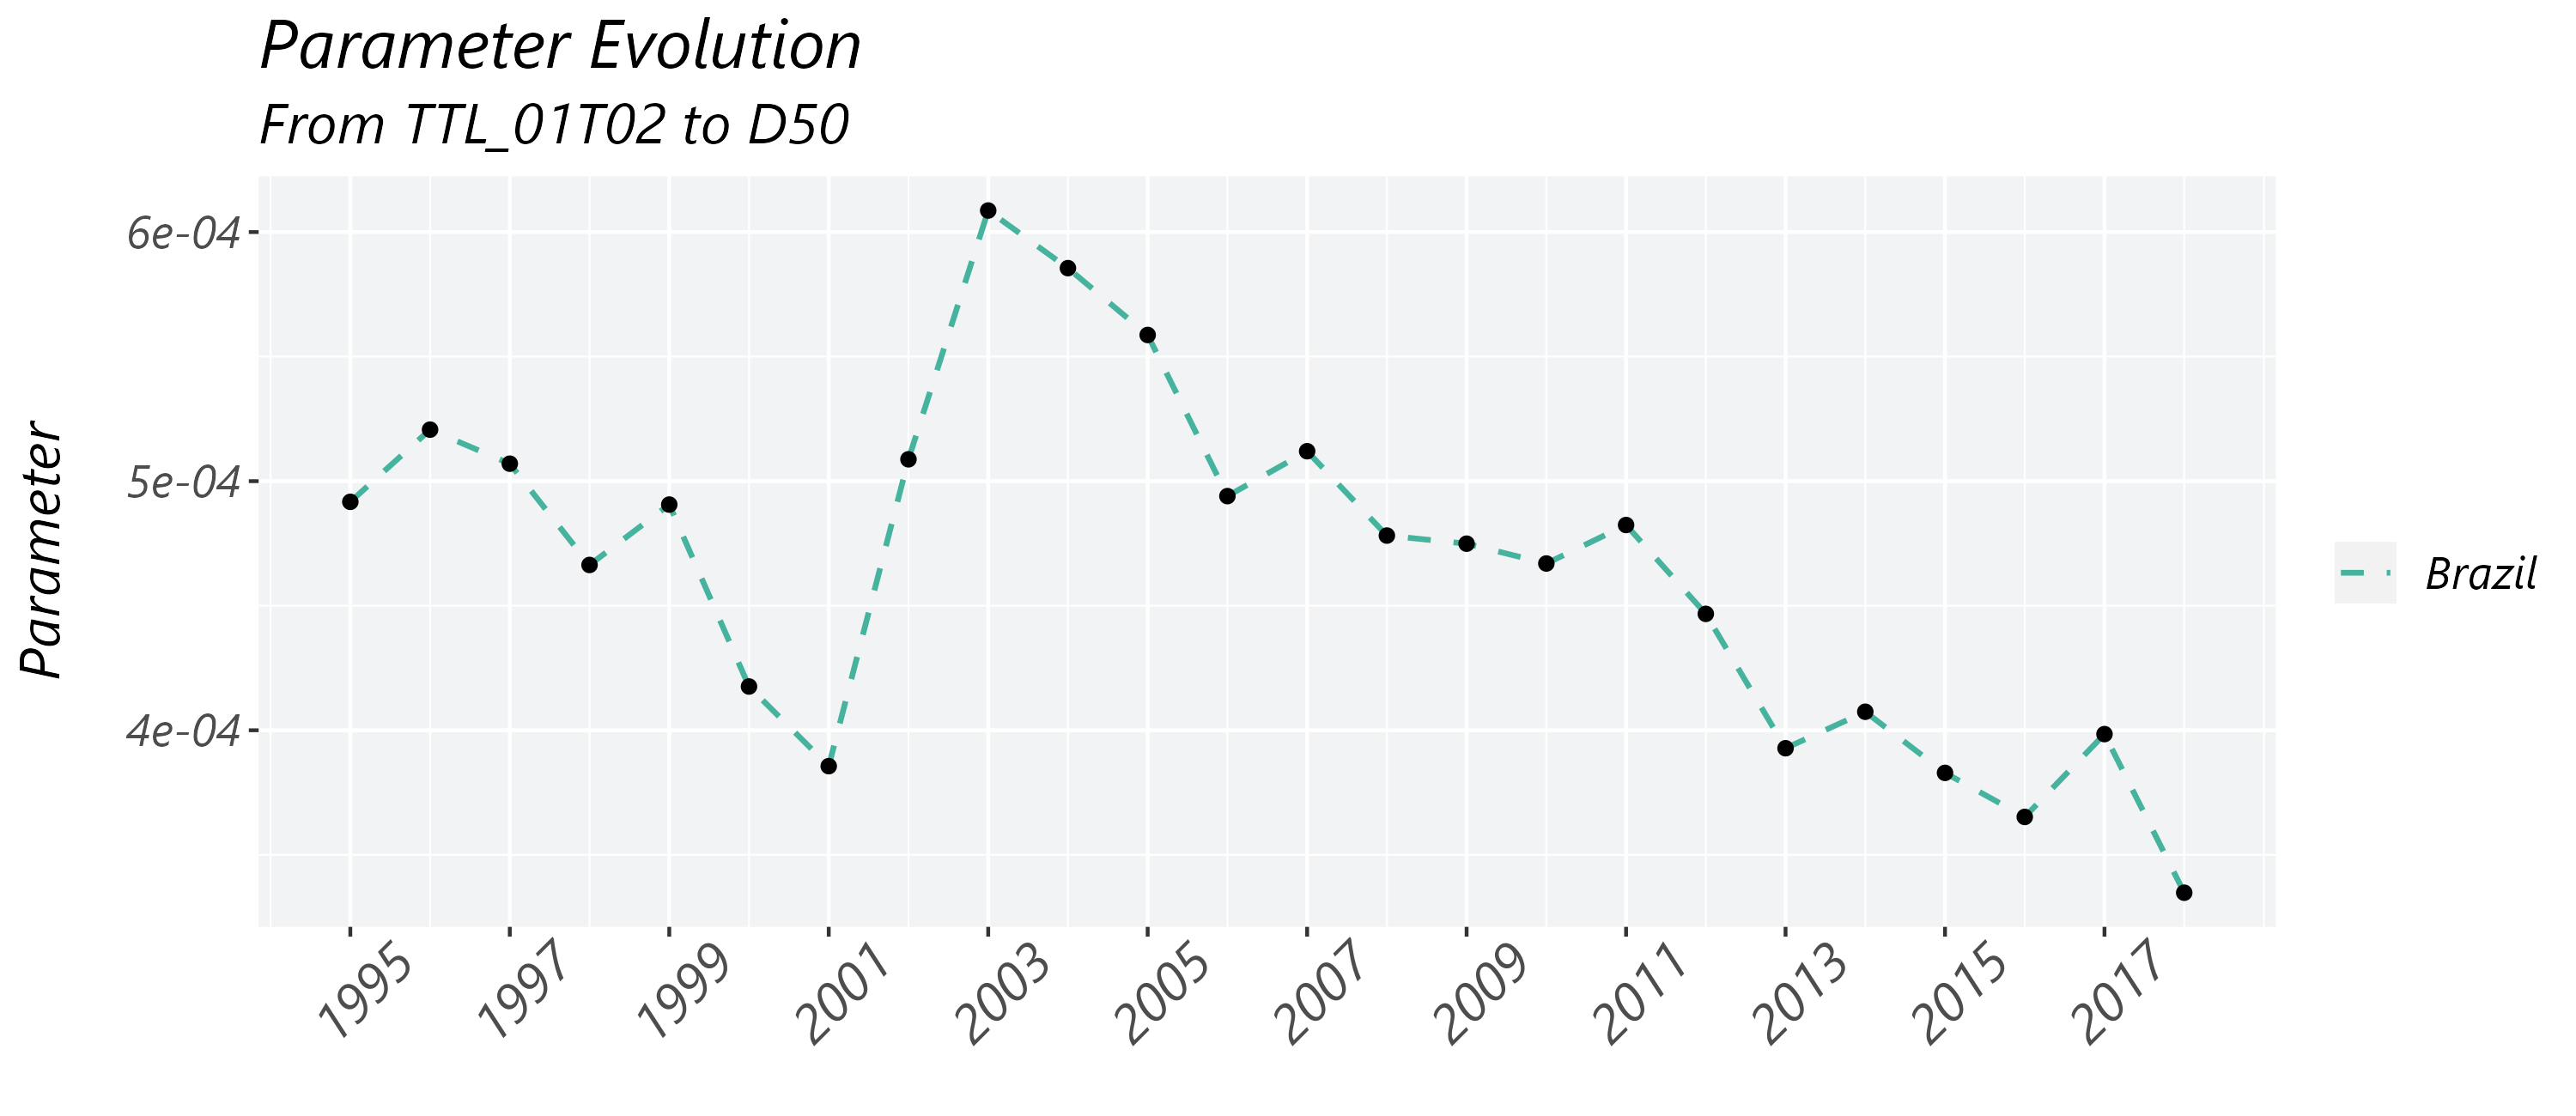 Parameter Evolution
From TTL_01T02 to D50
Parameter
6e-04
5e-04
4e-04
1995
1997
1999
2001
2003
2005
2007
2009
2011
2013
2015
2017
Brazil